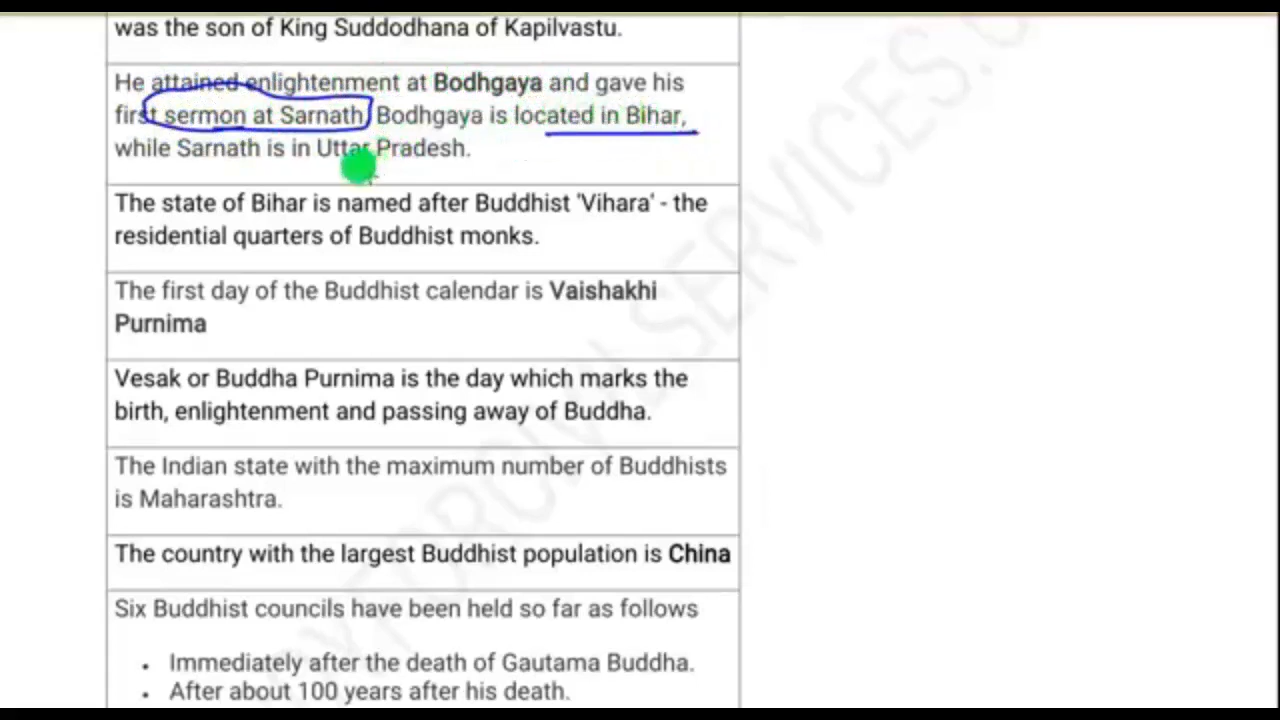 was the son of King Suddodhana of Kapilvastu.
He attained enlightenment at Bodhgaya and gave his
first sermon at Sarnath. Bodhgaya is located in Bihar,
while Sarnath is in Uttar Pradesh.
The state of Bihar is named after Buddhist 'Vihara' - the
residential quarters of Buddhist monks.
The first day of the Buddhist calendar is Vaishakhi
Purnima
Vesak or Buddha Purnima is the day which marks the
birth, enlightenment and passing away of Buddha.
The Indian state with the maximum number of Buddhists
is Maharashtra.
The country with the largest Buddhist population is China
Six Buddhist councils have been held so far as follows
• Immediately after the death of Gautama Buddha.
• After about 100 years after his death.